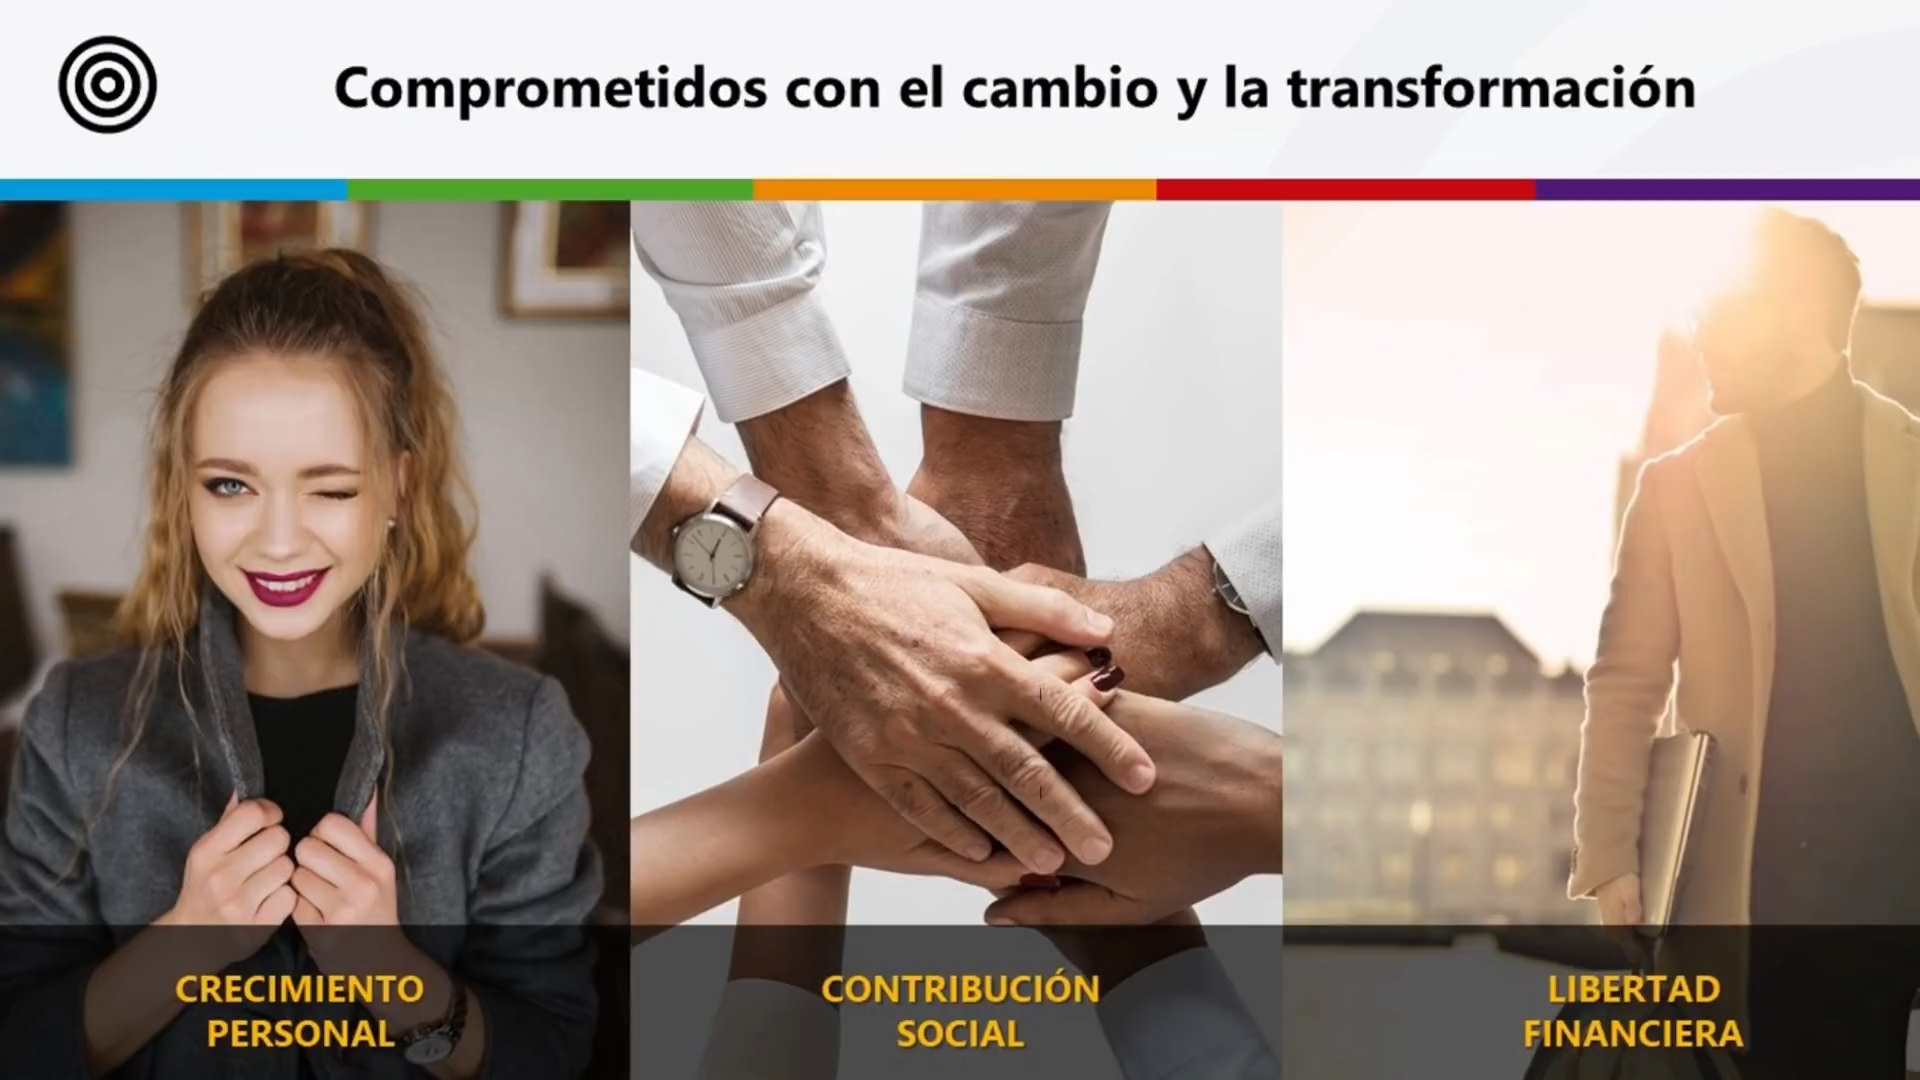 Comprometidos con el cambio y la transformación
CRECIMIENTO
PERSONAL
CONTRIBUCIÓN
SOCIAL
LIBERTAD
FINANCIERA